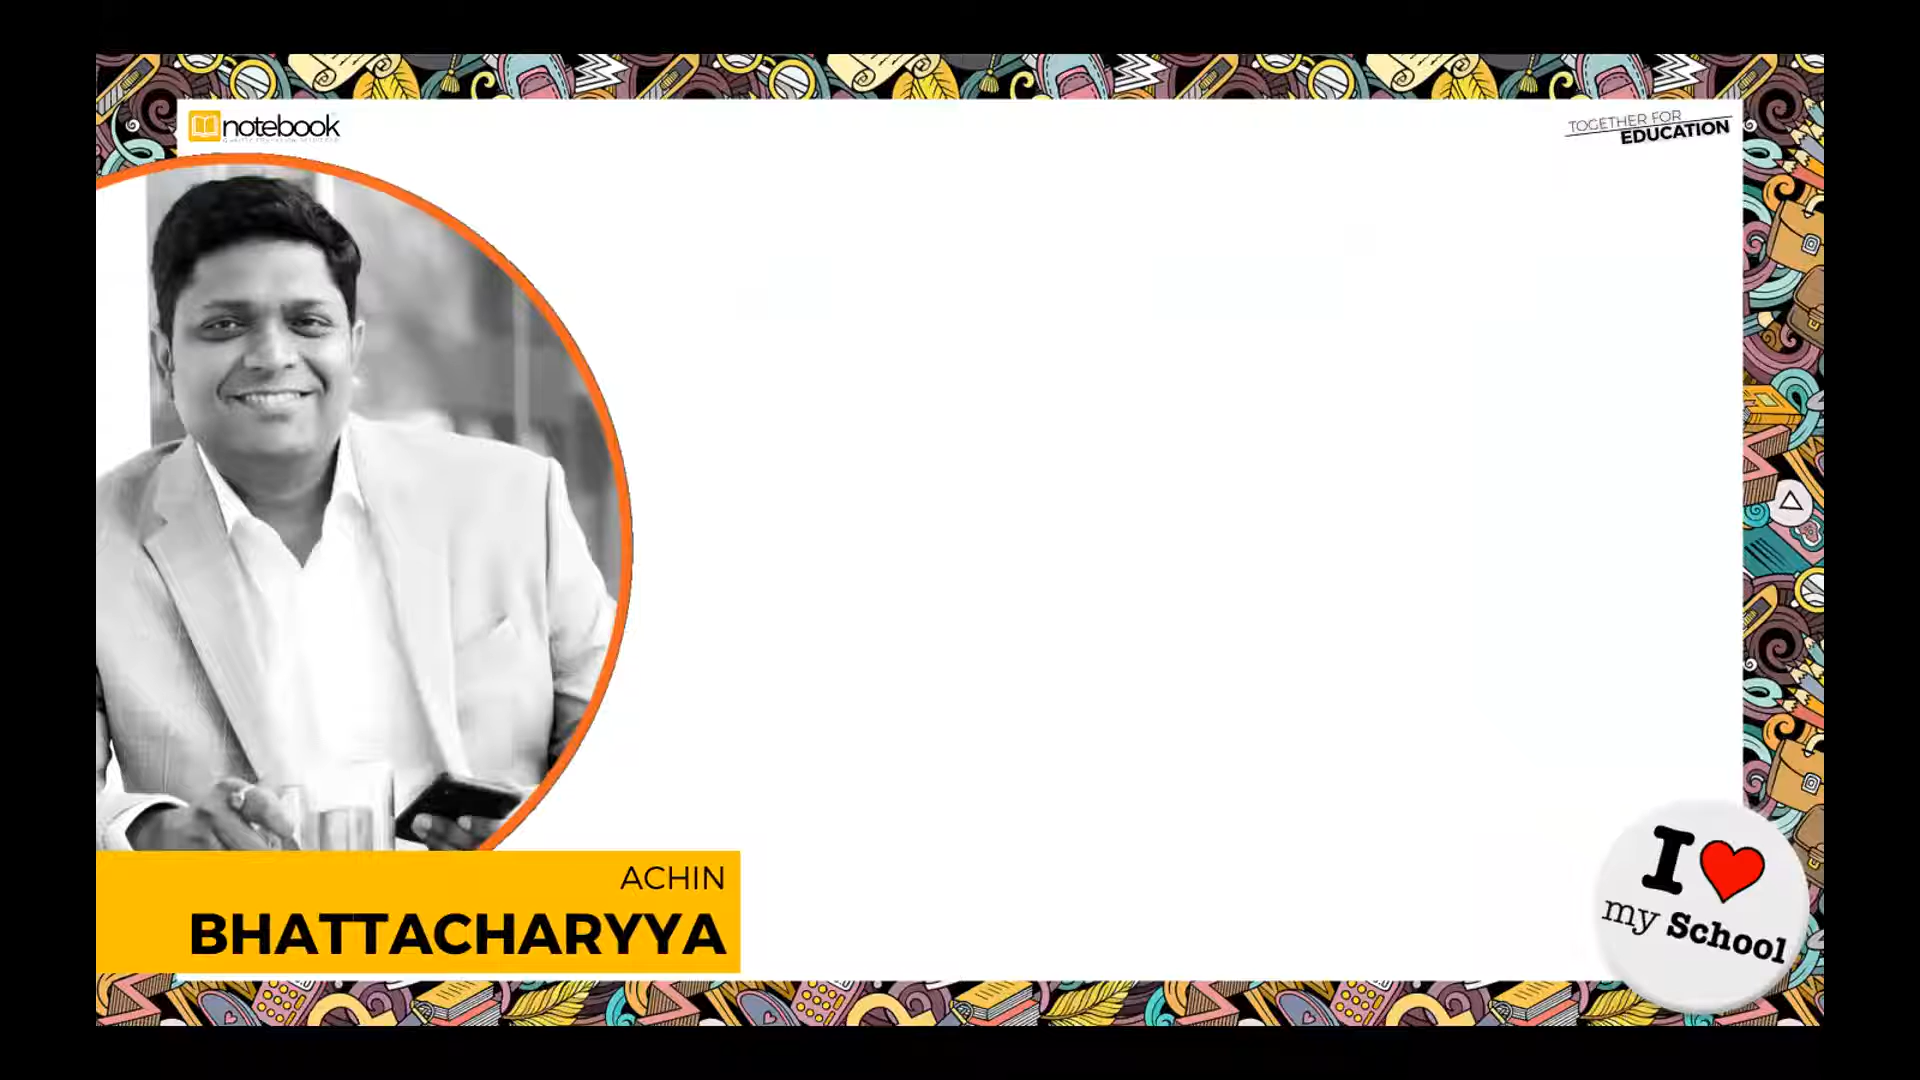 notebook
TOGETHER FOR
EDUCATION
ACHIN
BHATTACHARYYA
I ❤
my School